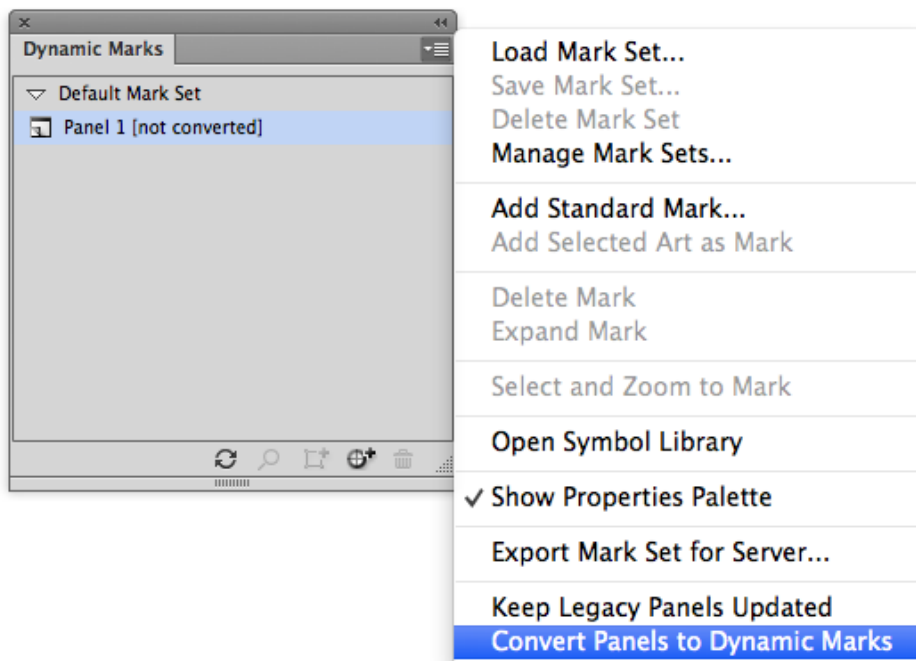 Dynamic Marks
Default Mark Set
Panel 1 [not converted]
Load Mark Set...
Save Mark Set...
Delete Mark Set
Manage Mark Sets...
Add Standard Mark...
Add Selected Art as Mark
Delete Mark
Expand Mark
Select and Zoom to Mark
Open Symbol Library
✓ Show Properties Palette
Export Mark Set for Server...
Keep Legacy Panels Updated
Convert Panels to Dynamic Marks